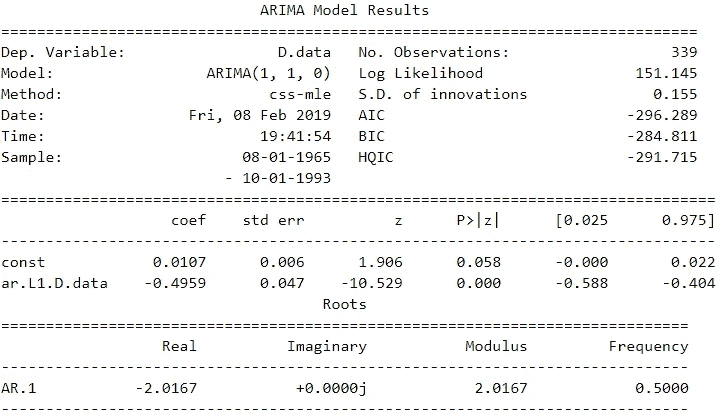 ARIMA Model Results
==============================================================================
Dep. Variable:                 D.data   No. Observations:                  339
Model:                 ARIMA(1, 1, 0)   Log Likelihood                 151.145
Method:                       css-mle   S.D. of innovations              0.155
Date:                Fri, 08 Feb 2019   AIC                           -296.289
Time:                        19:41:54   BIC                           -284.811
Sample:                    08-01-1965   HQIC                          -291.715
- 10-01-1993
================================================================================
coef    std err          z      P>|z|      [0.025      0.975]
--------------------------------------------------------------------------------
const            0.0107      0.006      1.906      0.058      -0.000       0.022
ar.L1.D.data    -0.4959      0.047    -10.529      0.000      -0.588      -0.404
Roots
=============================================================================
Real          Imaginary           Modulus         Frequency
-----------------------------------------------------------------------------
AR.1           -2.0167           +0.0000j            2.0167            0.5000
-----------------------------------------------------------------------------